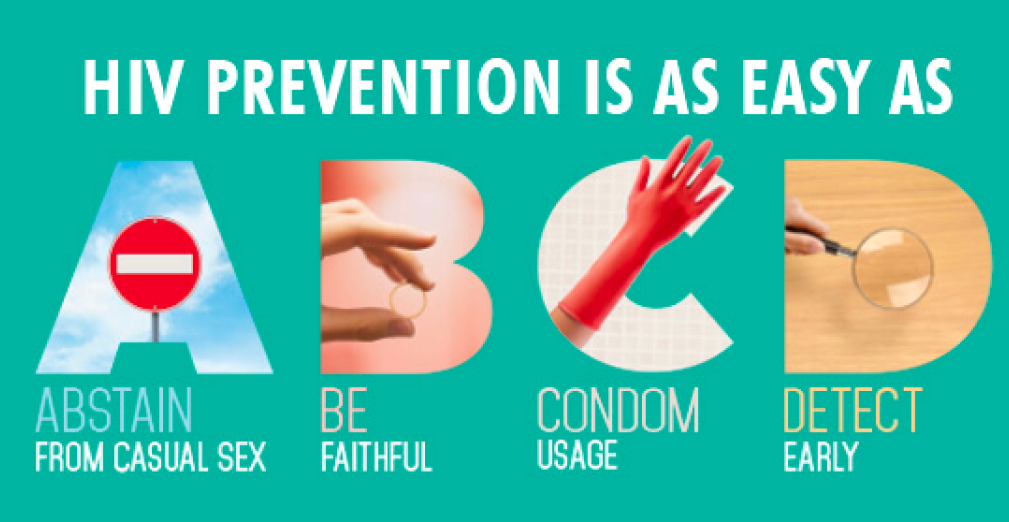 HIV PREVENTION IS AS EASY AS
A B C D
ABSTAIN
FROM CASUAL SEX
BE
FAITHFUL
CONDOM
USAGE
DETECT
EARLY